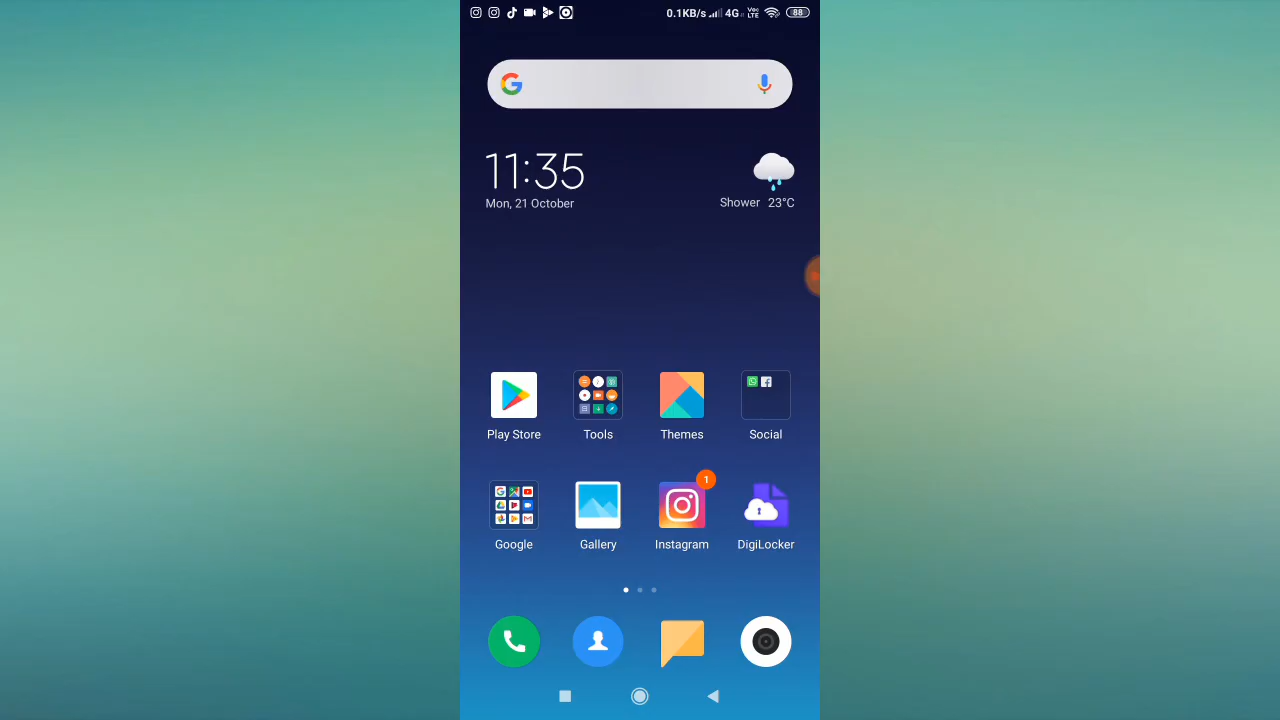 0.1KB/s 4G VoLTE 88
11:35
Mon, 21 October
Shower 23°C
Play Store Tools Themes Social
1
Google Gallery Instagram DigiLocker